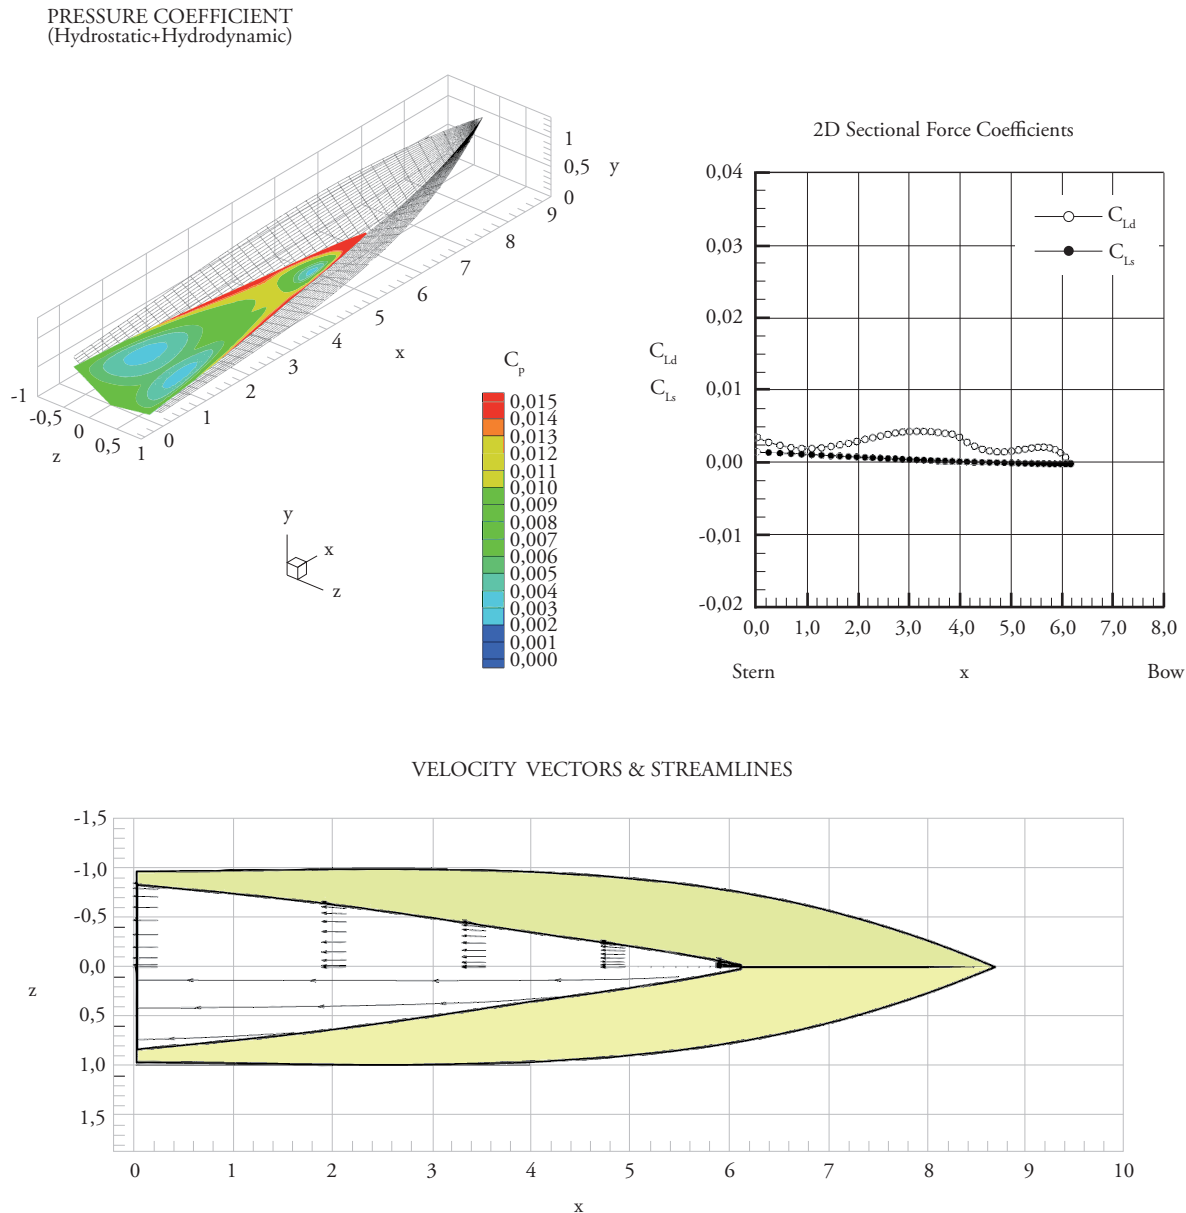 PRESSURE COEFFICIENT
(Hydrostatic+Hydrodynamic)
1
0,5 y
0
9
8
7
6
5
4
x
3
2
1
0
-1
-0,5
0
0,5
1
z
C_p
0,015
0,014
0,013
0,012
0,011
0,010
0,009
0,008
0,007
0,006
0,005
0,004
0,003
0,002
0,001
0,000
y
x
z
2D Sectional Force Coefficients
0,04
0,03
0,02
0,01
0,00
-0,01
-0,02
C_Ld
C_Ls
C_Ld
C_Ls
0,0 1,0 2,0 3,0 4,0 5,0 6,0 7,0 8,0
Stern x Bow
VELOCITY VECTORS & STREAMLINES
-1,5
-1,0
-0,5
0,0
z
0,5
1,0
1,5
0 1 2 3 4 5 6 7 8 9 10
x